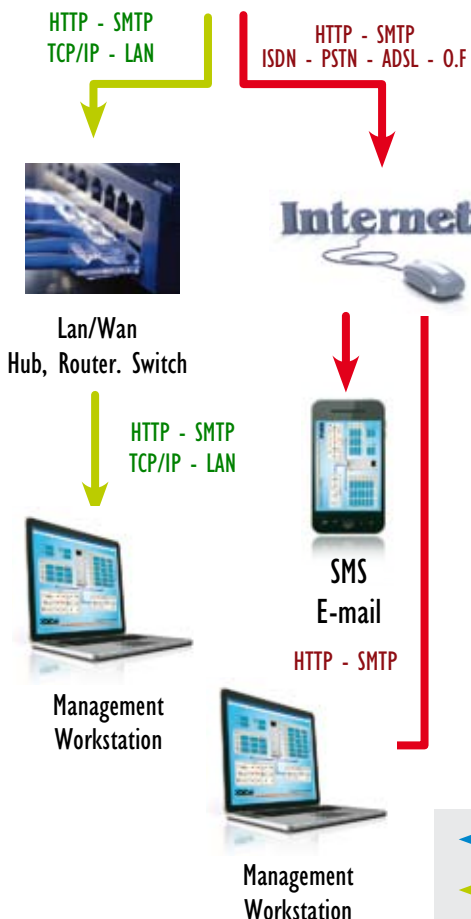 HTTP - SMTP
TCP/IP - LAN
HTTP - SMTP
ISDN - PSTN - ADSL - O.F
Internet
Lan/Wan
Hub, Router. Switch
HTTP - SMTP
TCP/IP - LAN
SMS
E-mail
HTTP - SMTP
Management
Workstation
Management
Workstation